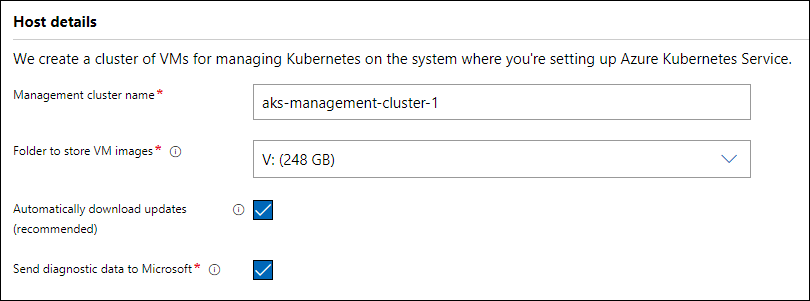 Host details
We create a cluster of VMs for managing Kubernetes on the system where you're setting up Azure Kubernetes Service.
Management cluster name*
aks-management-cluster-1
Folder to store VM images*
V: (248 GB)
Automatically download updates
(recommended)
Send diagnostic data to Microsoft*